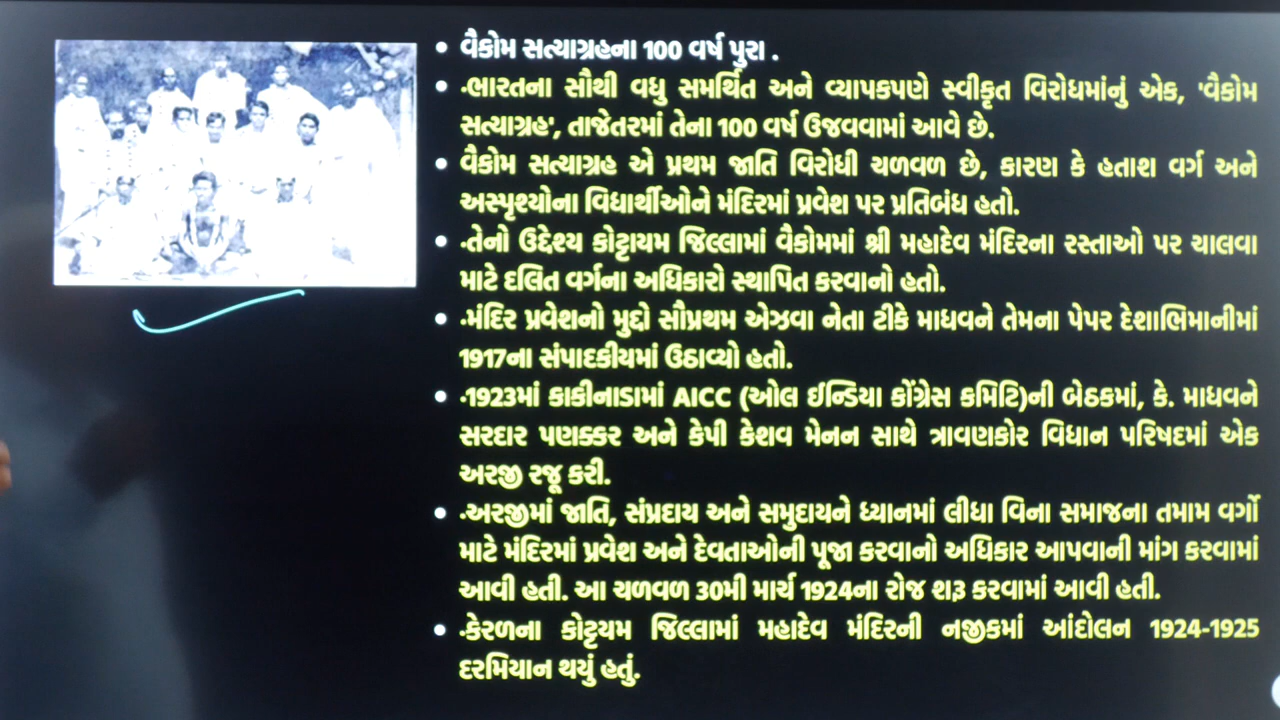 • વૈકોમ સત્યાગ્રહના 100 વર્ષ પુરા .
• •ભારતના સૌથી વધુ સમર્થિત અને વ્યાપકપણે સ્વીકૃત વિરોધમાંનું એક, 'વૈકોમ
સત્યાગ્રહ', તાજેતરમાં તેના 100 વર્ષ ઉજવવામાં આવે છે.
• વૈકોમ સત્યાગ્રહ એ પ્રથમ જાતિ વિરોધી ચળવળ છે, કારણ કે હતાશ વર્ગ અને
અસ્પૃશ્યોના વિધાર્થીઓને મંદિરમાં પ્રવેશ પર પ્રતિબંધ હતો.
• •તેનો ઉદ્દેશ્ય કોટ્ટાયમ જિલ્લામાં વૈકોમમાં શ્રી મહાદેવ મંદિરના રસ્તાઓ પર ચાલવા
માટે દલિત વર્ગના અધિકારો સ્થાપિત કરવાનો હતો.
• •મંદિર પ્રવેશનો મુદ્દો સૌપ્રથમ એઝવા નેતા ટીકે માધવને તેમના પેપર દેશાભિમાનીમાં
1917ના સંપાદકીયમાં ઉઠાવ્યો હતો.
• •1923માં કાકીનાડામાં AICC (ઓલ ઈન્ડિયા કોંગ્રેસ કમિટિ)ની બેઠકમાં, કે. માધવને
સરદાર પણક્કર અને કેપી કેશવ મેનન સાથે ત્રાવણકોર વિધાન પરિષદમાં એક
અરજી રજૂ કરી.
• •અરજીમાં જાતિ, સંપ્રદાય અને સમુદાયને ધ્યાનમાં લીધા વિના સમાજના તમામ વર્ગો
માટે મંદિરમાં પ્રવેશ અને દેવતાઓની પૂજા કરવાનો અધિકાર આપવાની માંગ કરવામાં
આવી હતી. આ ચળવળ 30મી માર્ચ 1924ના રોજ શરૂ કરવામાં આવી હતી.
• •કેરળના કોટ્ટયમ જિલ્લામાં મહાદેવ મંદિરની નજીકમાં આંદોલન 1924-1925
દરમિયાન થયું હતું.